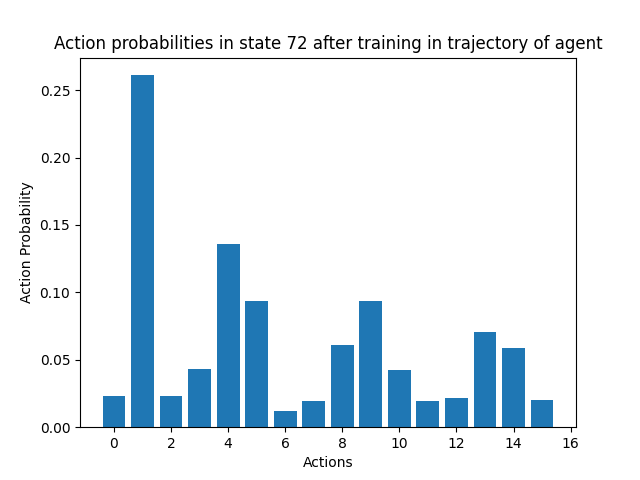 Action probabilities in state 72 after training in trajectory of agent
0.25
0.20
0.15
0.10
0.05
0.00
Action Probability
0 2 4 6 8 10 12 14 16
Actions